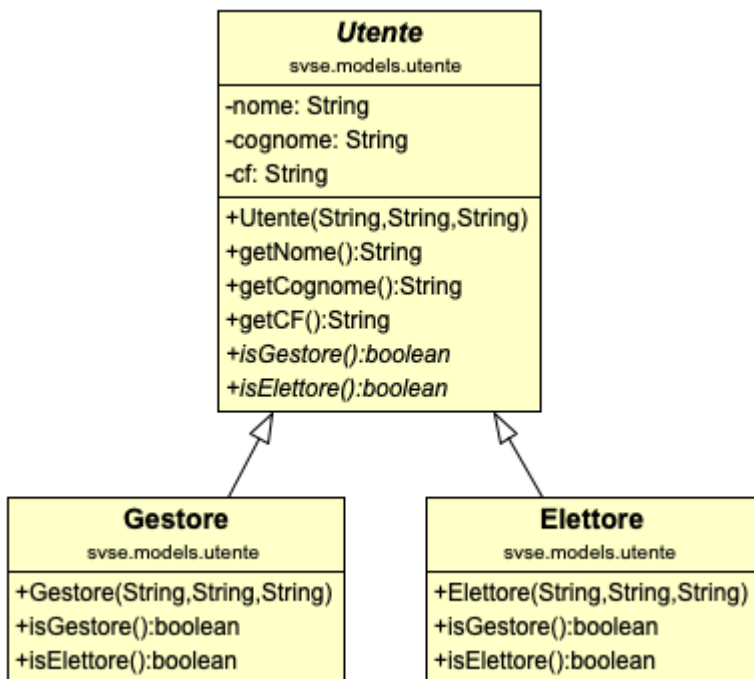 Utente
svse.models.utente
-nome: String
-cognome: String
-cf: String
+Utente(String,String,String)
+getNome():String
+getCognome():String
+getCF():String
+isGestore():boolean
+isElettore():boolean
Gestore
svse.models.utente
+Gestore(String,String,String)
+isGestore():boolean
+isElettore():boolean
Elettore
svse.models.utente
+Elettore(String,String,String)
+isGestore():boolean
+isElettore():boolean